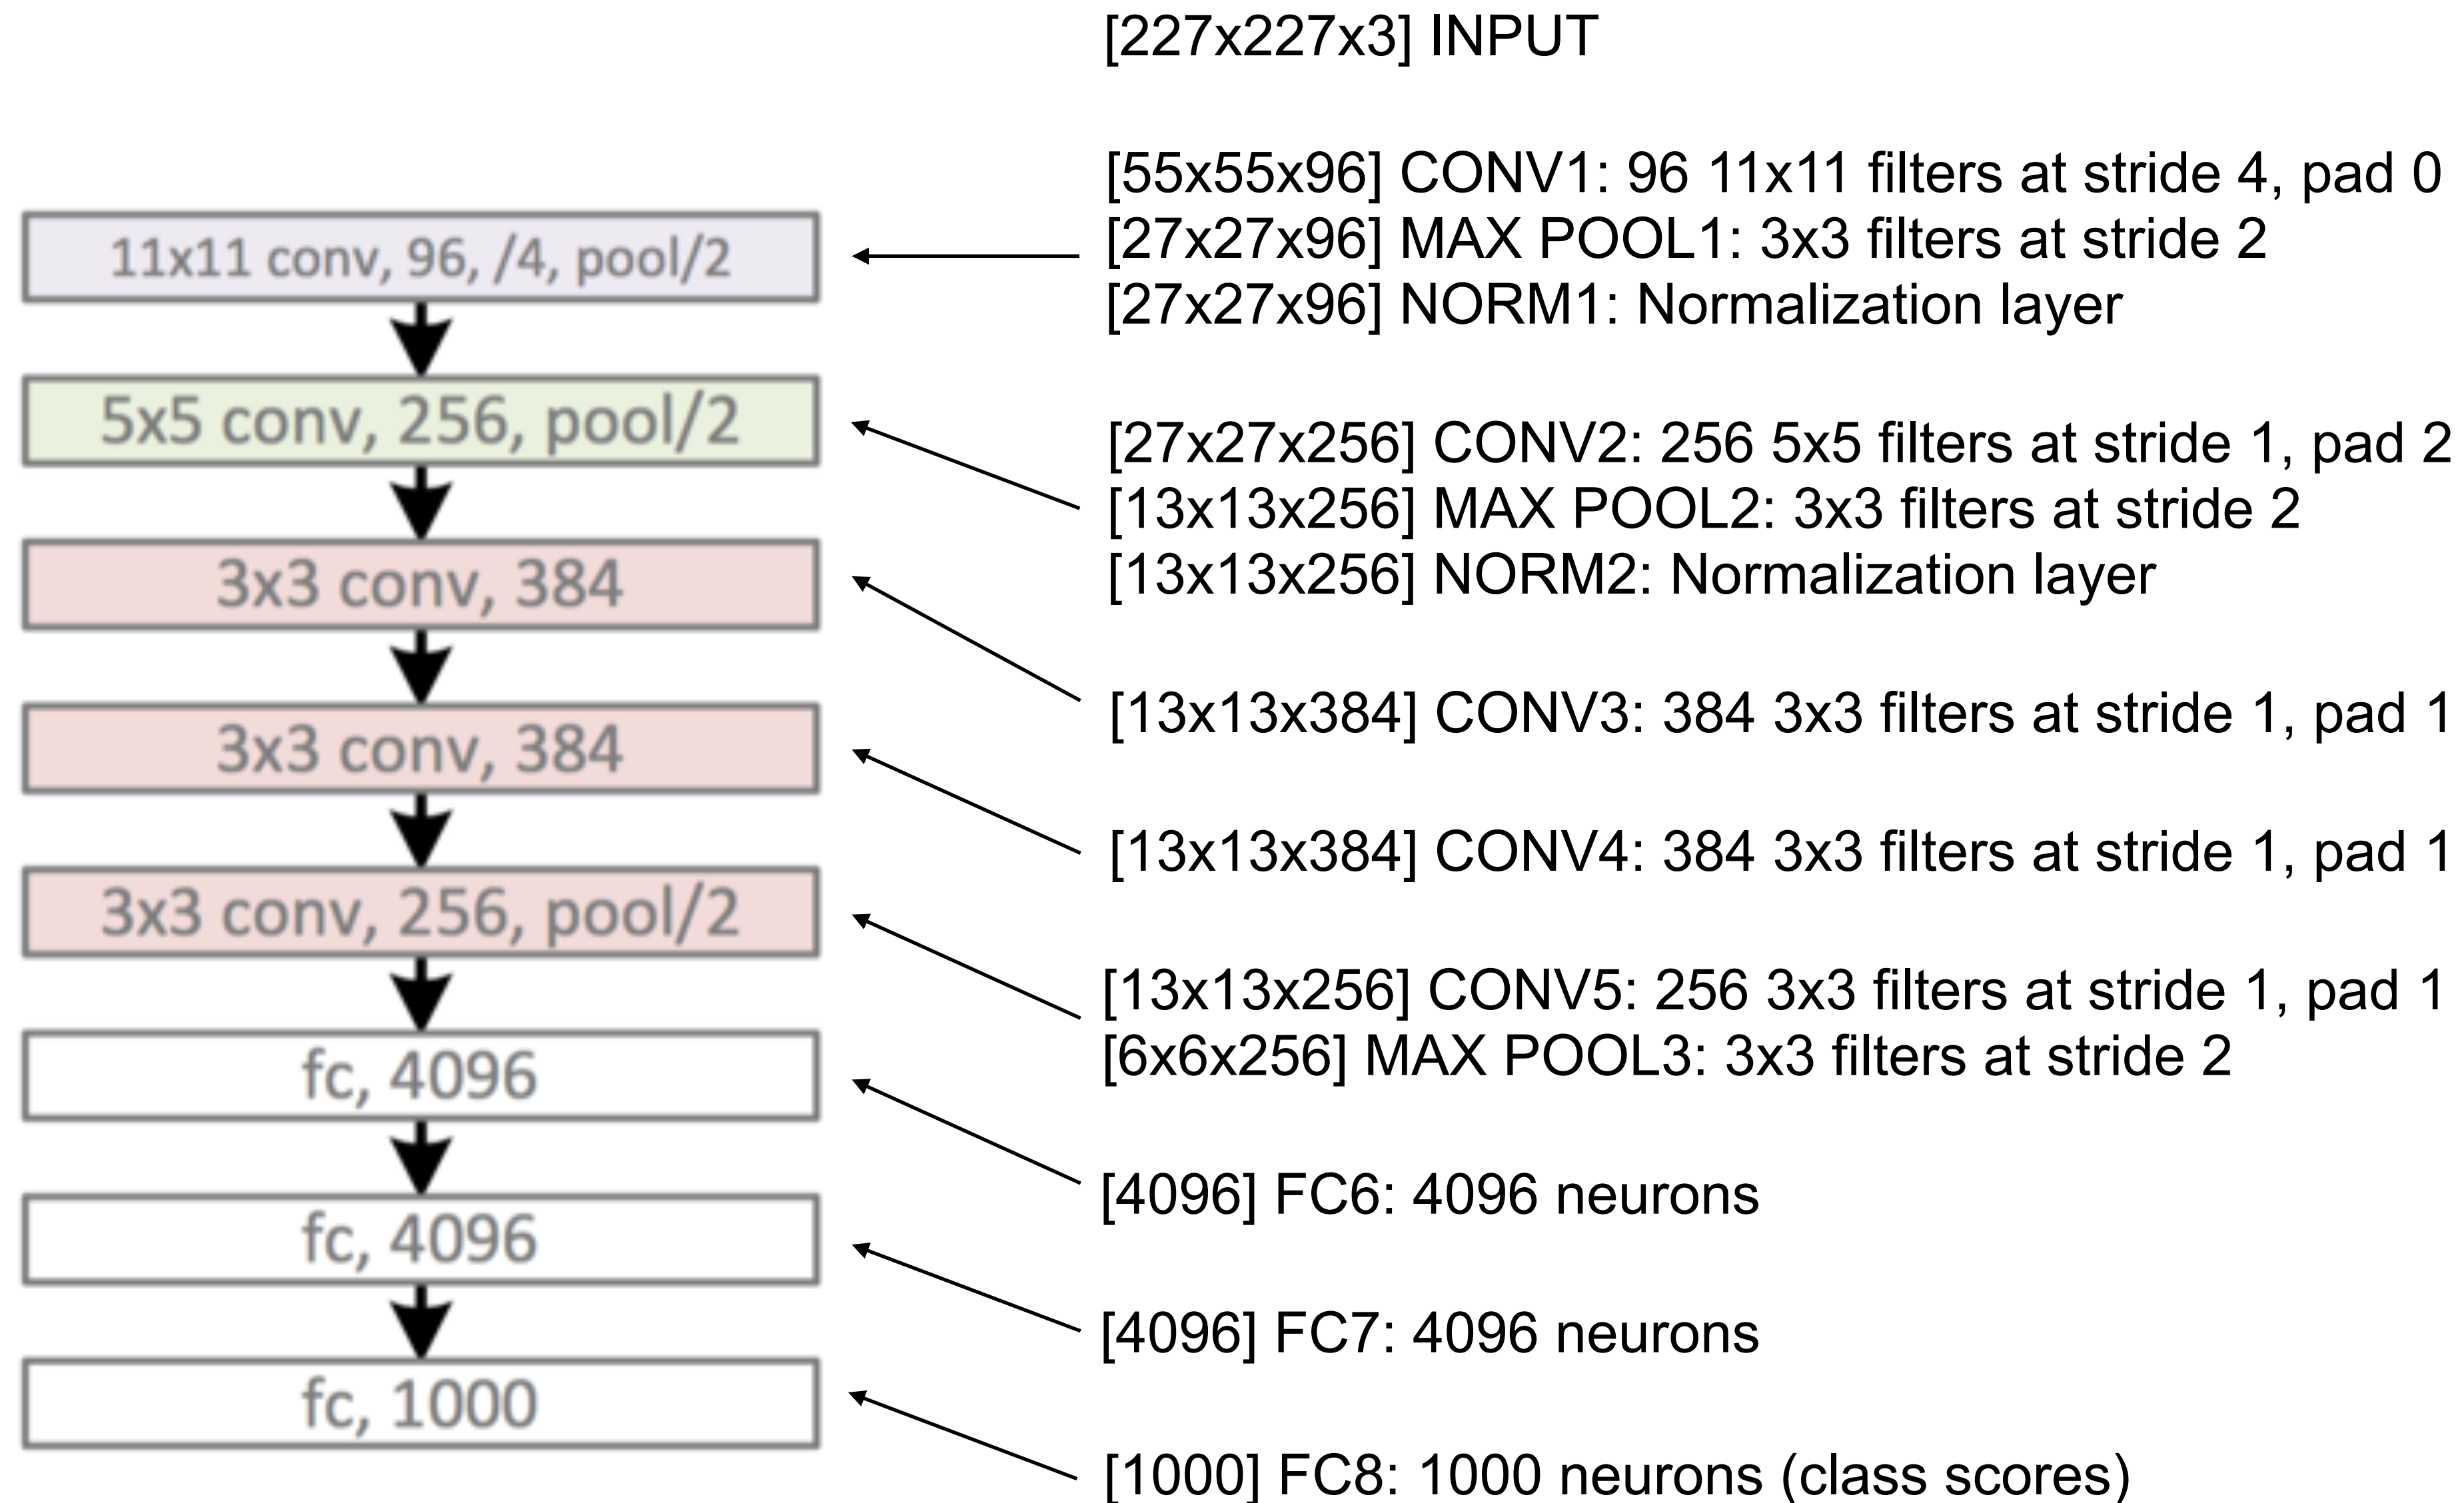 [227x227x3] INPUT
[55x55x96] CONV1: 96 11x11 filters at stride 4, pad 0
[27x27x96] MAX POOL1: 3x3 filters at stride 2
[27x27x96] NORM1: Normalization layer
11x11 conv, 96, /4, pool/2
[27x27x256] CONV2: 256 5x5 filters at stride 1, pad 2
[13x13x256] MAX POOL2: 3x3 filters at stride 2
[13x13x256] NORM2: Normalization layer
5x5 conv, 256, pool/2
[13x13x384] CONV3: 384 3x3 filters at stride 1, pad 1
3x3 conv, 384
[13x13x384] CONV4: 384 3x3 filters at stride 1, pad 1
3x3 conv, 384
[13x13x256] CONV5: 256 3x3 filters at stride 1, pad 1
[6x6x256] MAX POOL3: 3x3 filters at stride 2
3x3 conv, 256, pool/2
[4096] FC6: 4096 neurons
fc, 4096
[4096] FC7: 4096 neurons
fc, 4096
[1000] FC8: 1000 neurons (class scores)
fc, 1000